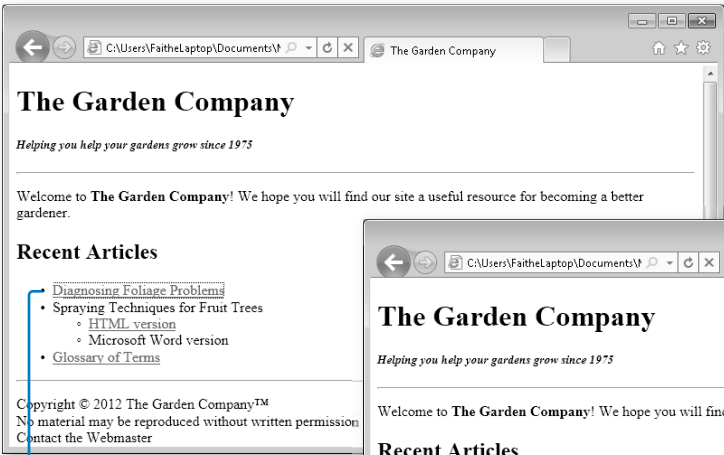 C:\Users\FaitheLaptop\Documents\
The Garden Company
The Garden Company
Helping you help your gardens grow since 1975
Welcome to The Garden Company! We hope you will find our site a useful resource for becoming a better
gardener.
Recent Articles
• Diagnosing Foliage Problems
• Spraying Techniques for Fruit Trees
◦ HTML version
◦ Microsoft Word version
• Glossary of Terms
Copyright © 2012 The Garden Company™
No material may be reproduced without written permission
Contact the Webmaster
C:\Users\FaitheLaptop\Documents\
The Garden Company
Helping you help your gardens grow since 1975
Welcome to The Garden Company! We hope you will find
Recent Articles